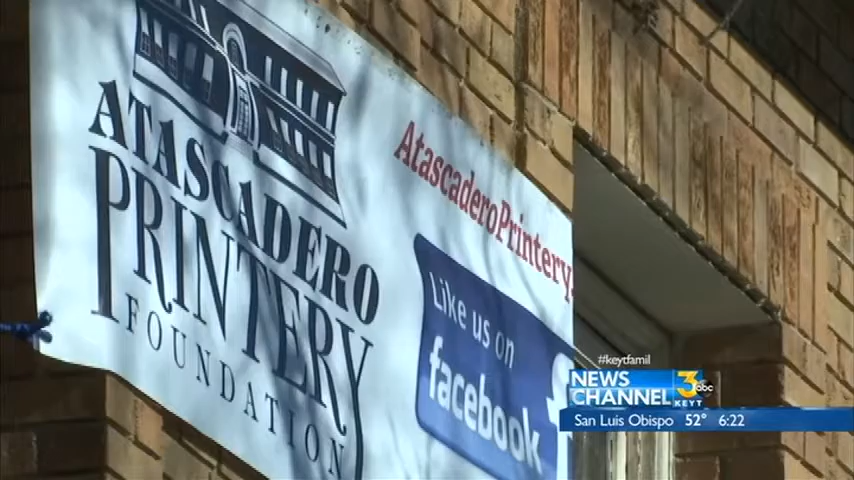 ATASCADERO
PRINTERY
FOUNDATION
AtascaderoPrintery.
Like us on
facebook
f
#keytfamil
NEWS
CHANNEL 3 abc
KEYT
San Luis Obispo 52° 6:22